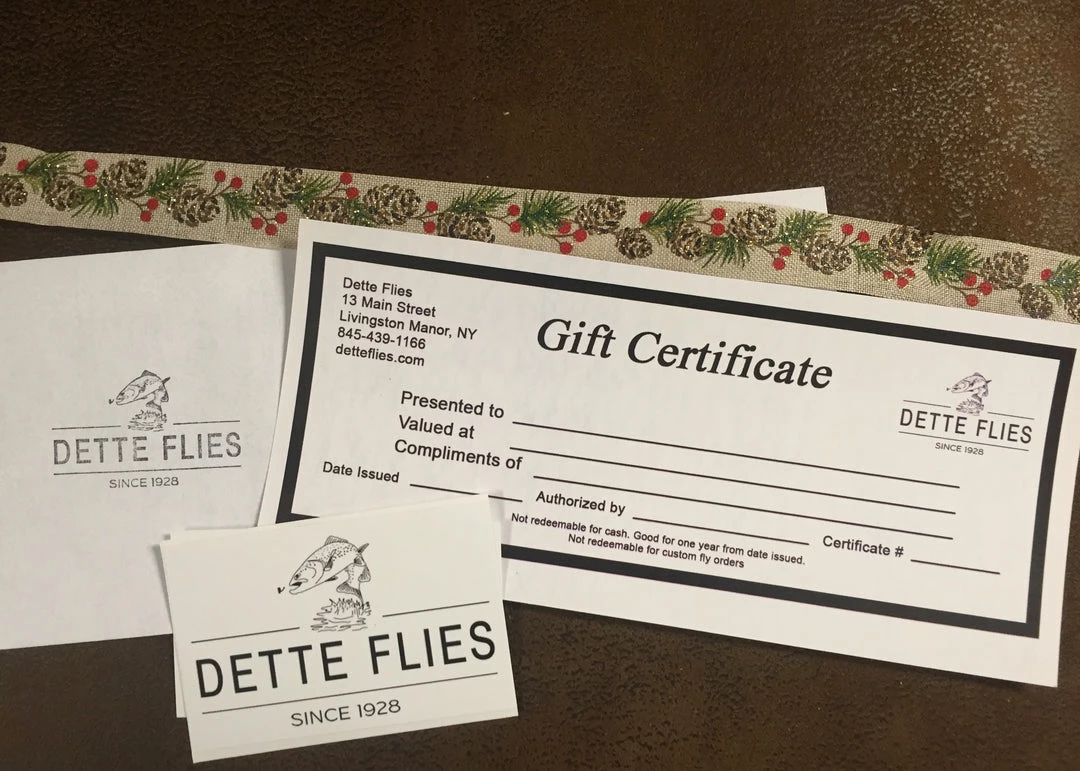 Dette Flies
13 Main Street
Livingston Manor, NY
845-439-1166
detteflies.com
Gift Certificate
DETTE FLIES
SINCE 1928
Presented to
Valued at
Compliments of
Date Issued
Authorized by
Certificate #
Not redeemable for cash. Good for one year from date issued.
Not redeemable for custom fly orders
DETTE FLIES
SINCE 1928
DETTE FLIES
SINCE 1928